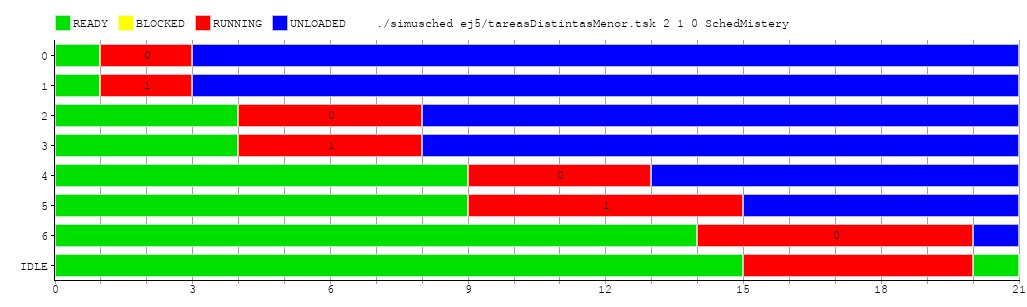 READY BLOCKED RUNNING UNLOADED ./simusched ej5/tareasDistintasMenor.tsk 2 1 0 SchedMistery
0 0
1 1
2 0
3 1
4 0
5 1
6 0
IDLE
0 3 6 9 12 15 18 21